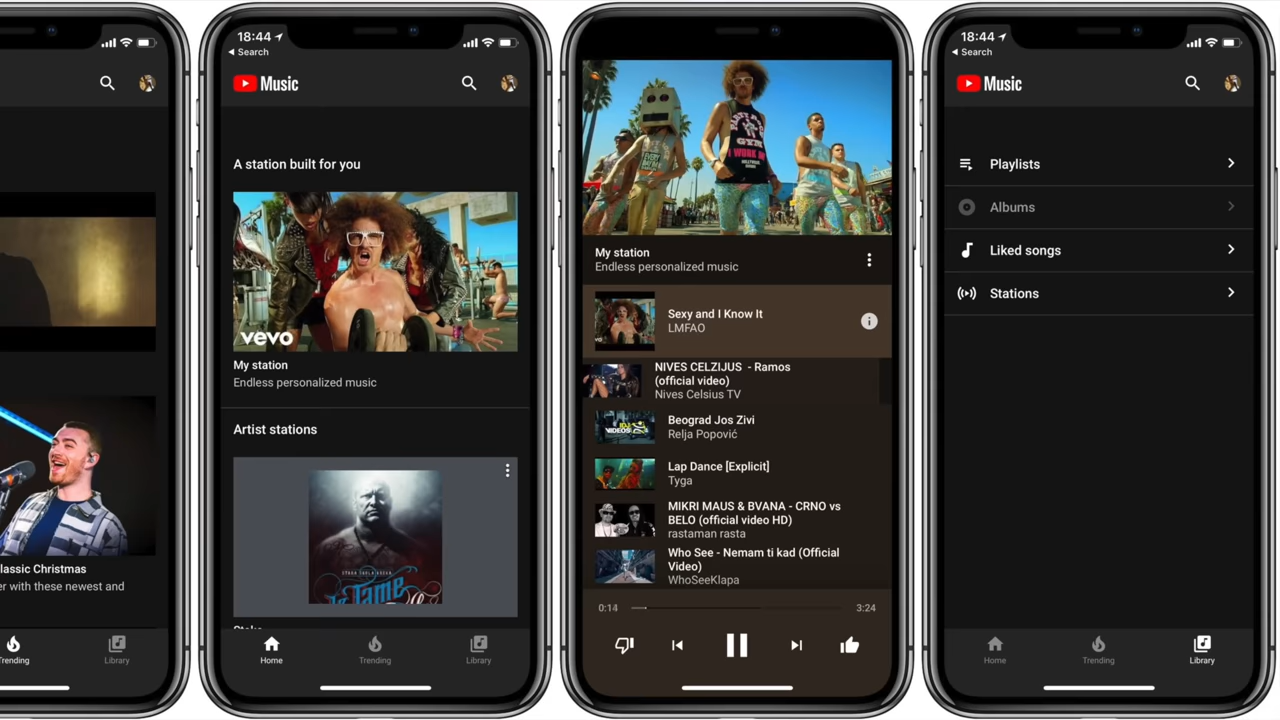 lassic Christmas
er with these newest and
Trending
Library
18:44
Search
Music
A station built for you
vevo
My station
Endless personalized music
Artist stations
Home
Trending
Library
My station
Endless personalized music
Sexy and I Know It
LMFAO
NIVES CELZIJUS - Ramos
(official video)
Nives Celsius TV
Beograd Jos Zivi
Relja Popović
Lap Dance [Explicit]
Tyga
MIKRI MAUS & BVANA - CRNO vs
BELO (official video HD)
rastaman rasta
Who See - Nemam ti kad (Official
Video)
WhoSeeKlapa
0:14
3:24
18:44
Search
Music
Playlists
Albums
Liked songs
Stations
Home
Trending
Library